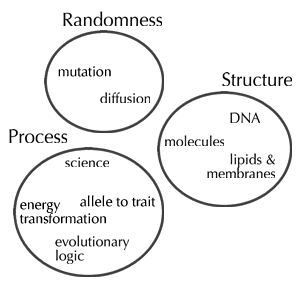 Randomness
mutation
diffusion
Structure
DNA
molecules
lipids &
membranes
Process
science
energy
transformation
allele to trait
evolutionary
logic